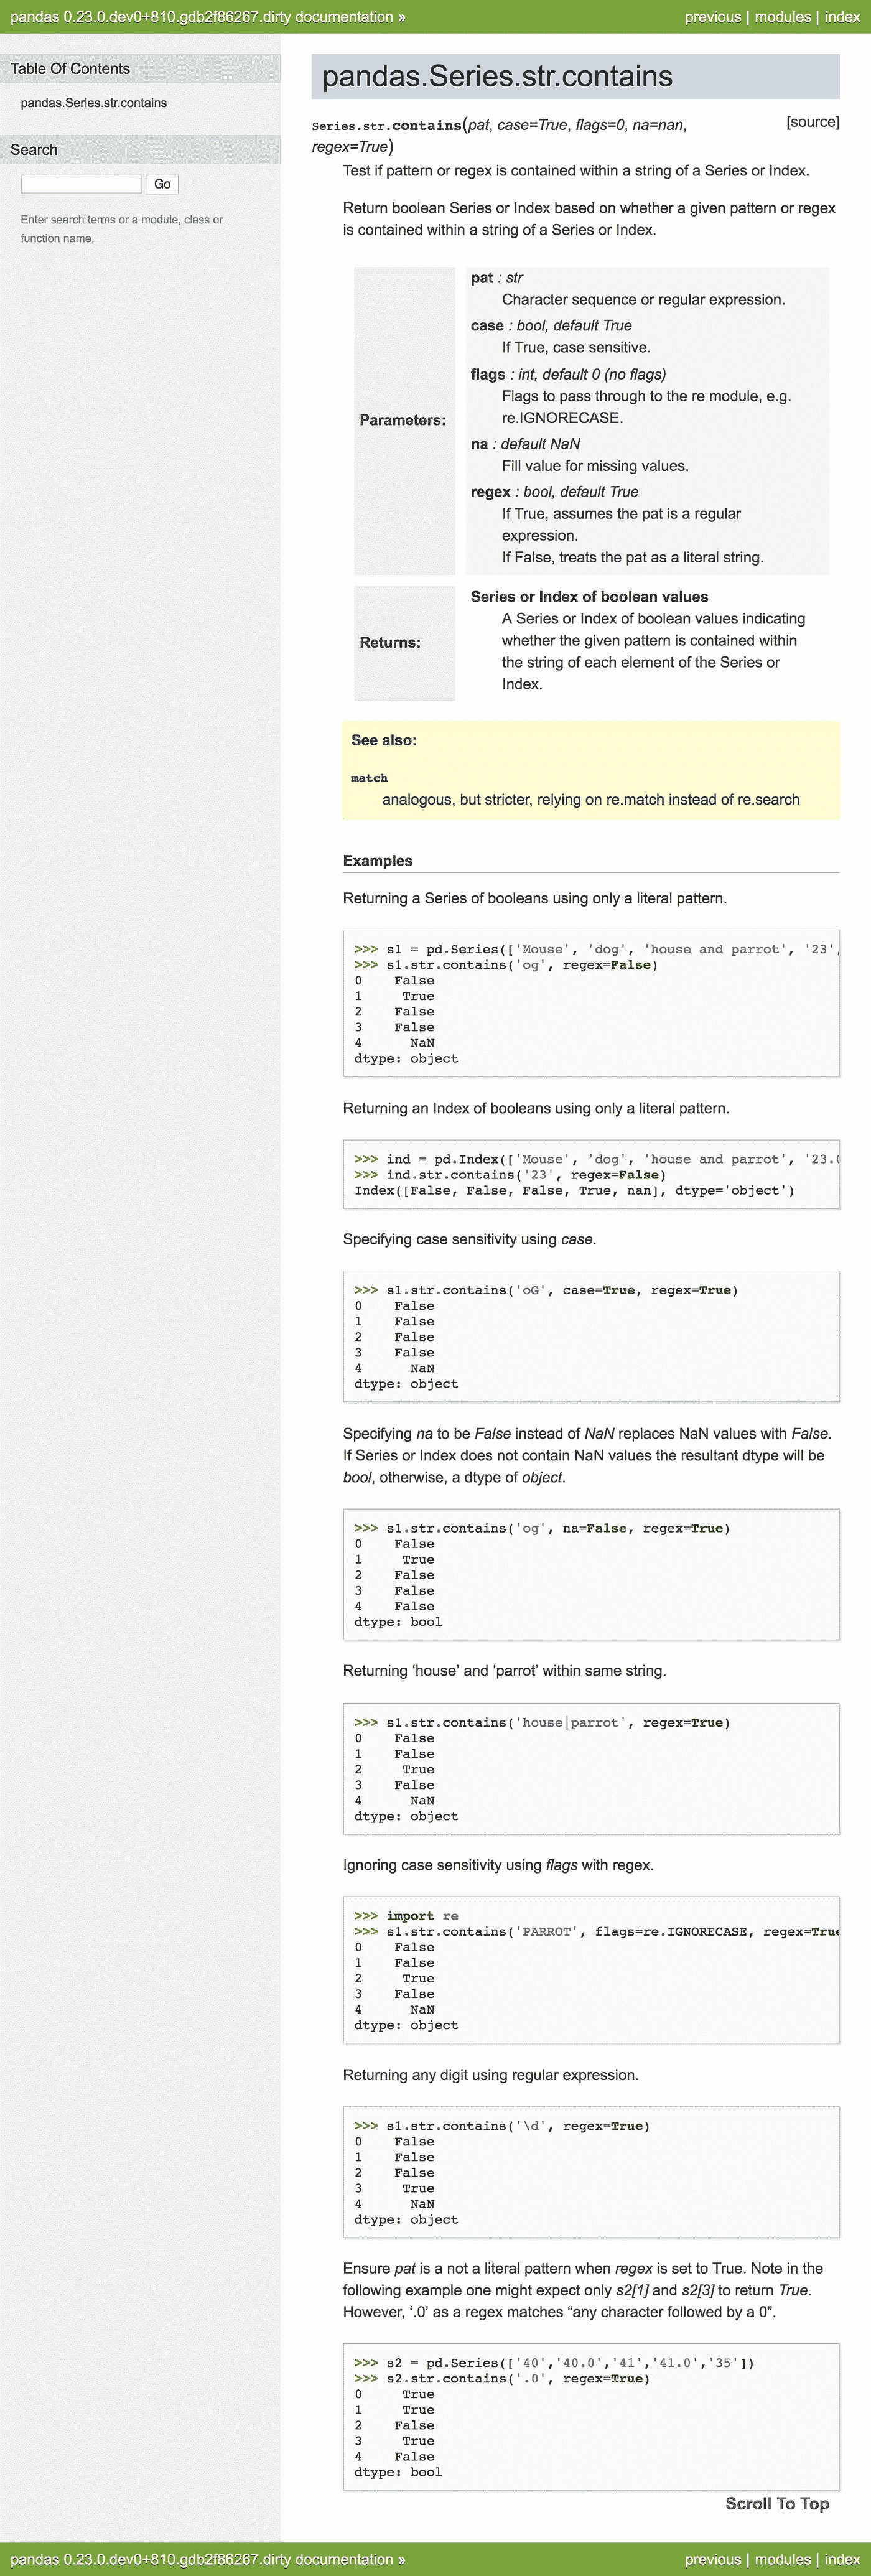 pandas 0.23.0.dev0+810.gdb2f86267.dirty documentation »
previous | modules | index
Table Of Contents
pandas.Series.str.contains
Search
Go
Enter search terms or a module, class or
function name.
pandas.Series.str.contains
Series.str.contains(pat, case=True, flags=0, na=nan,
regex=True)
[source]
Test if pattern or regex is contained within a string of a Series or Index.
Return boolean Series or Index based on whether a given pattern or regex
is contained within a string of a Series or Index.
Parameters:
pat : str
Character sequence or regular expression.
case : bool, default True
If True, case sensitive.
flags : int, default 0 (no flags)
Flags to pass through to the re module, e.g.
re.IGNORECASE.
na : default NaN
Fill value for missing values.
regex : bool, default True
If True, assumes the pat is a regular
expression.
If False, treats the pat as a literal string.
Returns:
Series or Index of boolean values
A Series or Index of boolean values indicating
whether the given pattern is contained within
the string of each element of the Series or
Index.
See also:
match
analogous, but stricter, relying on re.match instead of re.search
Examples
Returning a Series of booleans using only a literal pattern.
>>> s1 = pd.Series(['Mouse', 'dog', 'house and parrot', '23',
>>> s1.str.contains('og', regex=False)
0    False
1     True
2    False
3    False
4      NaN
dtype: object
Returning an Index of booleans using only a literal pattern.
>>> ind = pd.Index(['Mouse', 'dog', 'house and parrot', '23.0
>>> ind.str.contains('23', regex=False)
Index([False, False, False, True, nan], dtype='object')
Specifying case sensitivity using case.
>>> s1.str.contains('oG', case=True, regex=True)
0    False
1    False
2    False
3    False
4      NaN
dtype: object
Specifying na to be False instead of NaN replaces NaN values with False.
If Series or Index does not contain NaN values the resultant dtype will be
bool, otherwise, a dtype of object.
>>> s1.str.contains('og', na=False, regex=True)
0    False
1     True
2    False
3    False
4    False
dtype: bool
Returning ‘house’ and ‘parrot’ within same string.
>>> s1.str.contains('house|parrot', regex=True)
0    False
1    False
2     True
3    False
4      NaN
dtype: object
Ignoring case sensitivity using flags with regex.
>>> import re
>>> s1.str.contains('PARROT', flags=re.IGNORECASE, regex=True
0    False
1    False
2     True
3    False
4      NaN
dtype: object
Returning any digit using regular expression.
>>> s1.str.contains('\d', regex=True)
0    False
1    False
2    False
3     True
4      NaN
dtype: object
Ensure pat is a not a literal pattern when regex is set to True. Note in the
following example one might expect only s2[1] and s2[3] to return True.
However, ‘.0’ as a regex matches “any character followed by a 0”.
>>> s2 = pd.Series(['40','40.0','41','41.0','35'])
>>> s2.str.contains('.0', regex=True)
0     True
1     True
2    False
3     True
4    False
dtype: bool
Scroll To Top
pandas 0.23.0.dev0+810.gdb2f86267.dirty documentation »
previous | modules | index